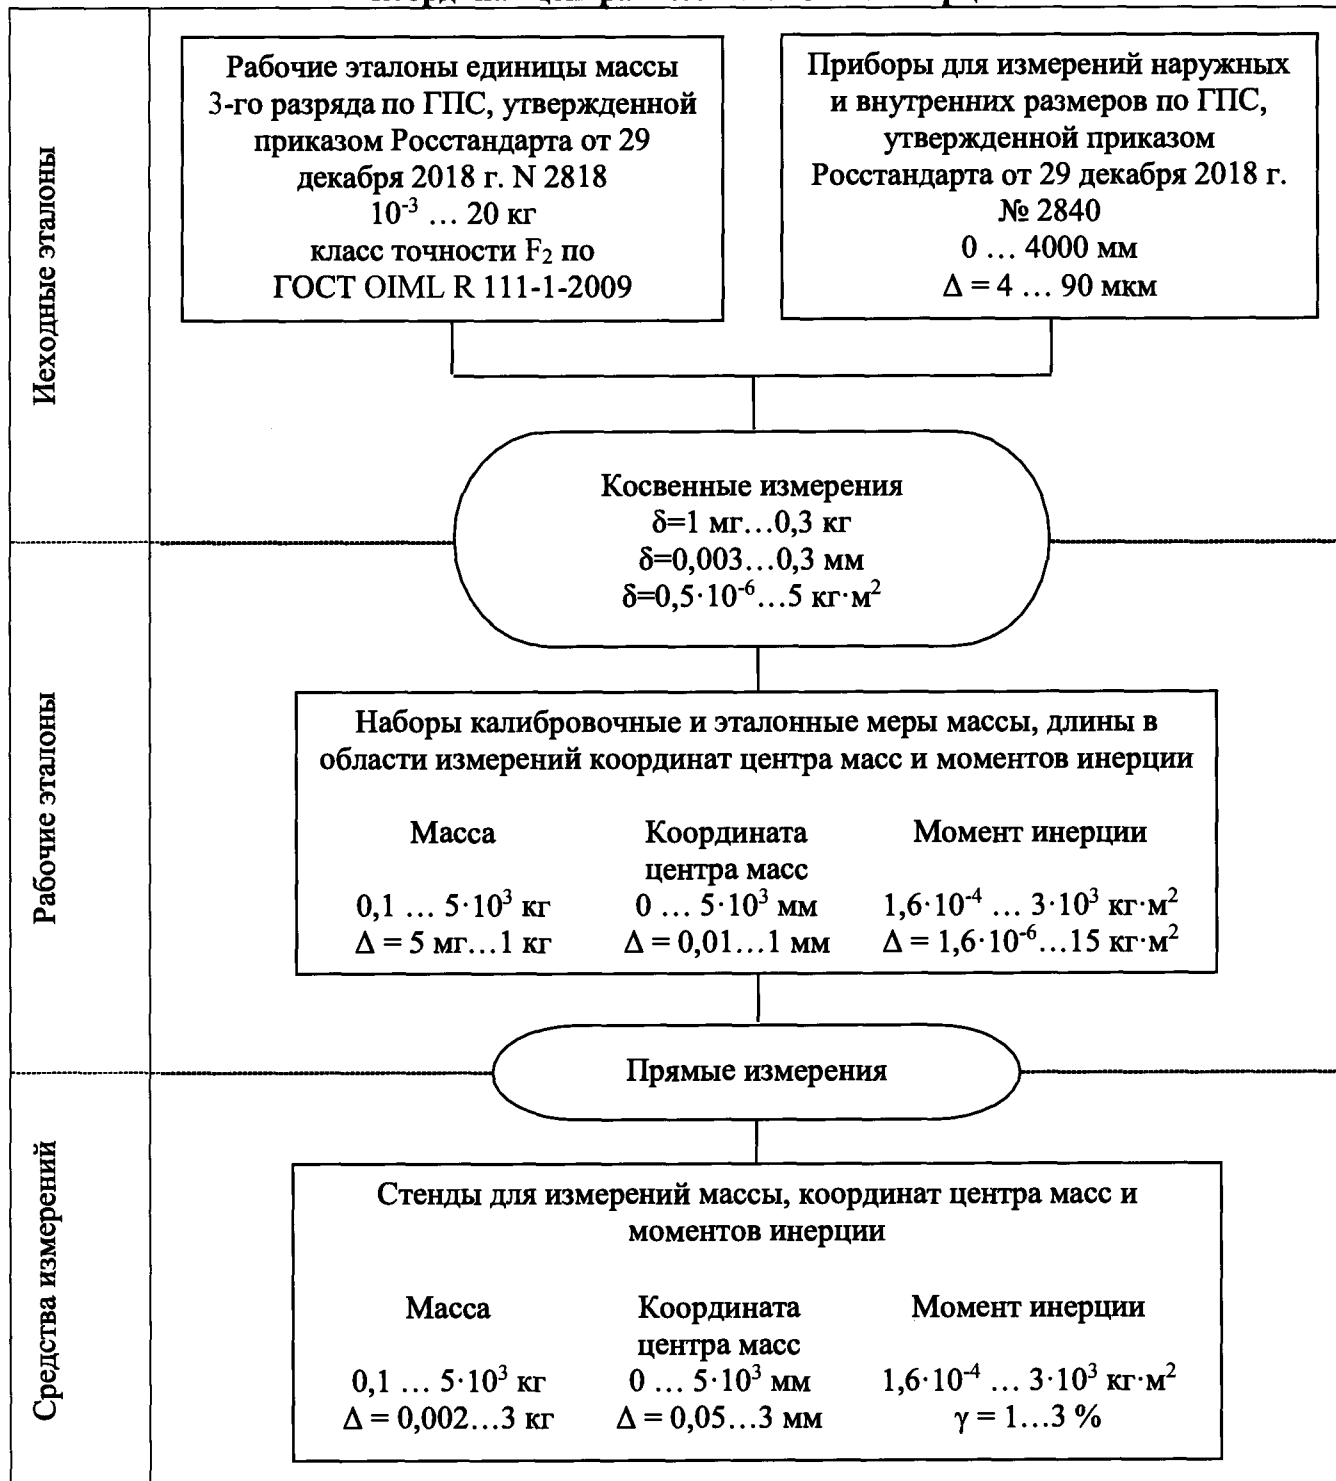 Исходные эталоны
Рабочие эталоны единицы массы
3-го разряда по ГПС, утвержденной
приказом Росстандарта от 29
декабря 2018 г. N 2818
10⁻³ … 20 кг
класс точности F₂ по
ГОСТ OIML R 111-1-2009
Приборы для измерений наружных
и внутренних размеров по ГПС,
утвержденной приказом
Росстандарта от 29 декабря 2018 г.
№ 2840
0 … 4000 мм
Δ = 4 … 90 мкм
Косвенные измерения
δ=1 мг…0,3 кг
δ=0,003…0,3 мм
δ=0,5·10⁻⁶…5 кг·м²
Рабочие эталоны
Наборы калибровочные и эталонные меры массы, длины в
области измерений координат центра масс и моментов инерции
Масса Координата Момент инерции
центра масс
0,1 … 5·10³ кг 0 … 5·10³ мм 1,6·10⁻⁴ … 3·10³ кг·м²
Δ = 5 мг…1 кг Δ = 0,01…1 мм Δ = 1,6·10⁻⁶…15 кг·м²
Прямые измерения
Средства измерений
Стенды для измерений массы, координат центра масс и
моментов инерции
Масса Координата Момент инерции
центра масс
0,1 … 5·10³ кг 0 … 5·10³ мм 1,6·10⁻⁴ … 3·10³ кг·м²
Δ = 0,002…3 кг Δ = 0,05…3 мм γ = 1…3 %